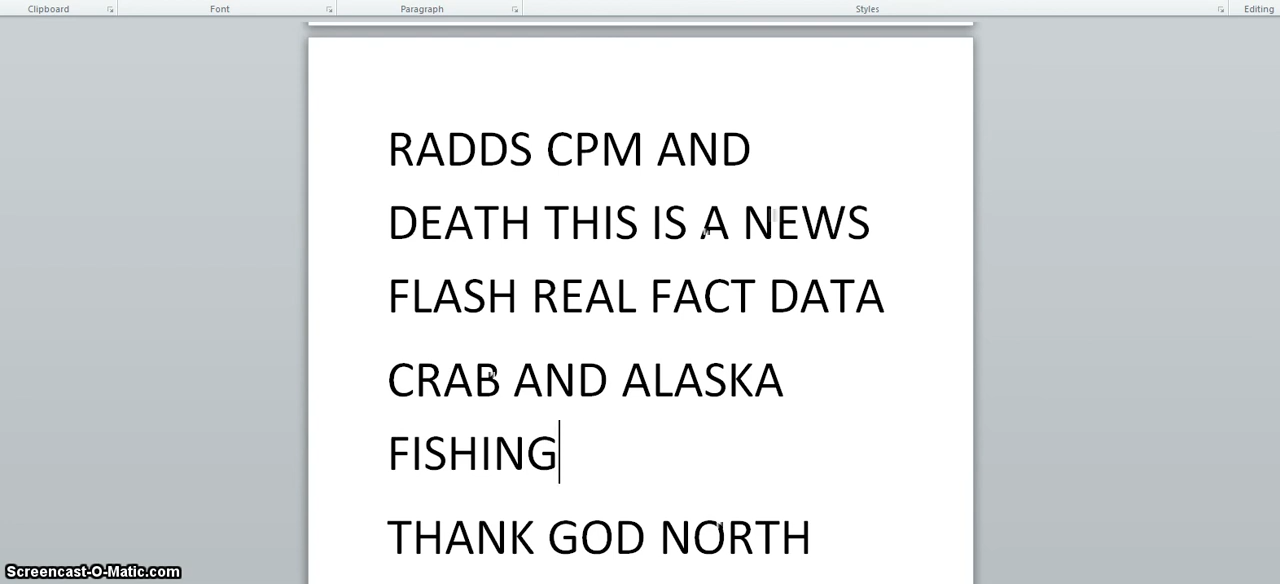 Clipboard Font Paragraph Styles Editing
RADDS CPM AND
DEATH THIS IS A NEWS
FLASH REAL FACT DATA
CRAB AND ALASKA
FISHING
THANK GOD NORTH
Screencast-O-Matic.com